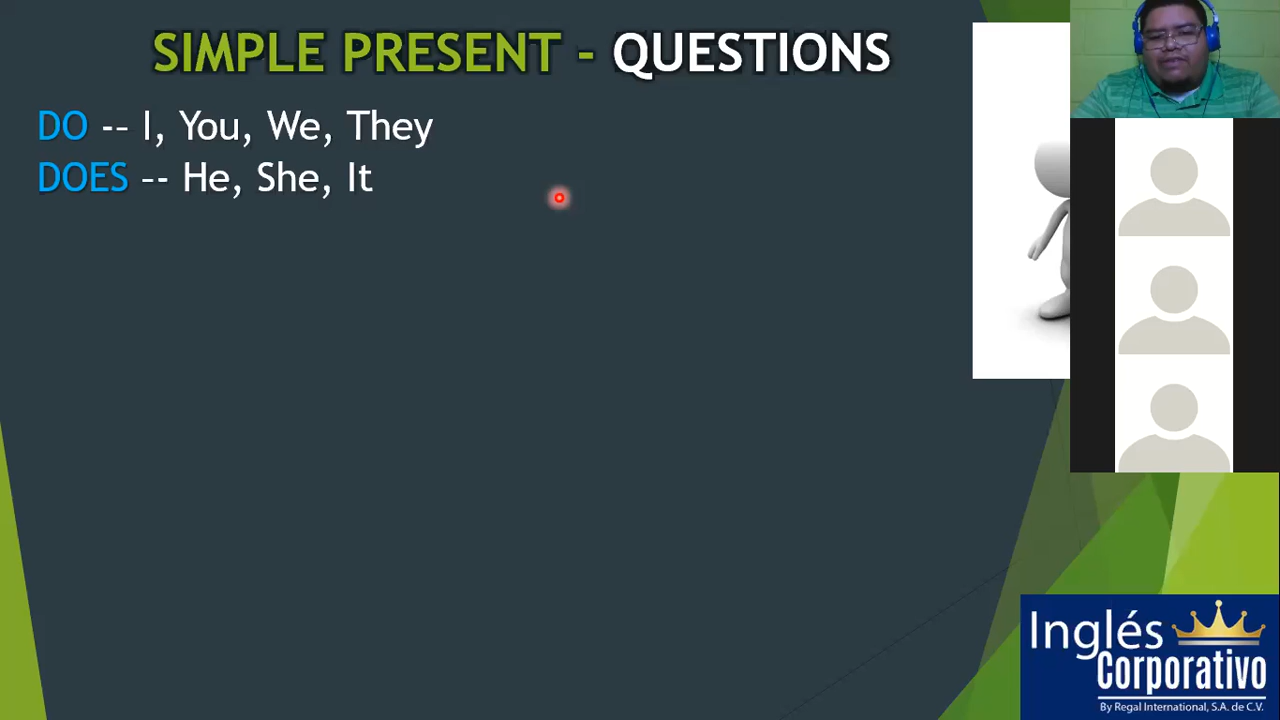 SIMPLE PRESENT - QUESTIONS
DO -- I, You, We, They
DOES -- He, She, It
Inglés
Corporativo
By Regal International, S.A. de C.V.